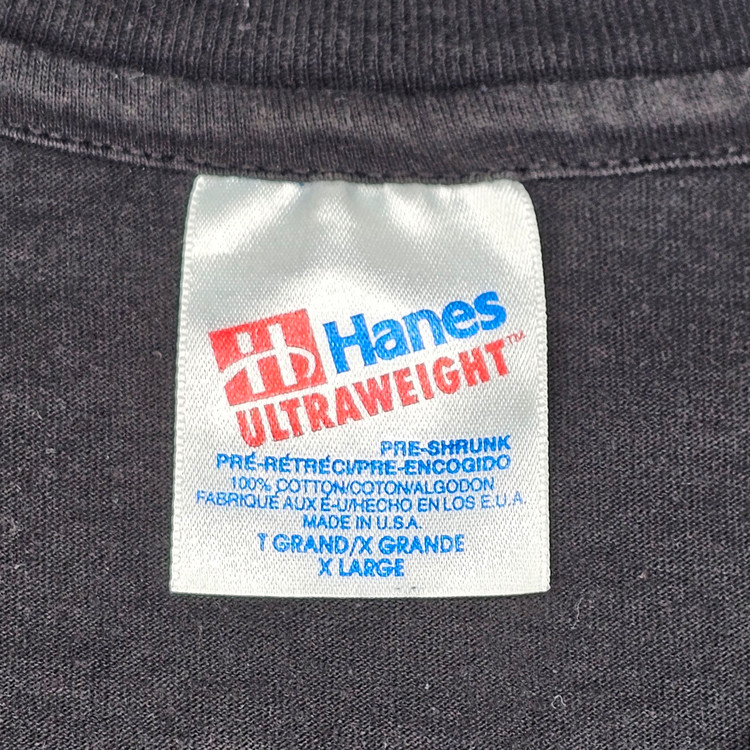 Hanes
ULTRAWEIGHT™
PRE-SHRUNK
PRÉ-RÉTRÉCI/PRE-ENCOGIDO
100% COTTON/COTON/ALGODON
FABRIQUÉ AUX É-U/HECHO EN LOS E.U.A.
MADE IN U.S.A.
T GRAND/X GRANDE
X LARGE